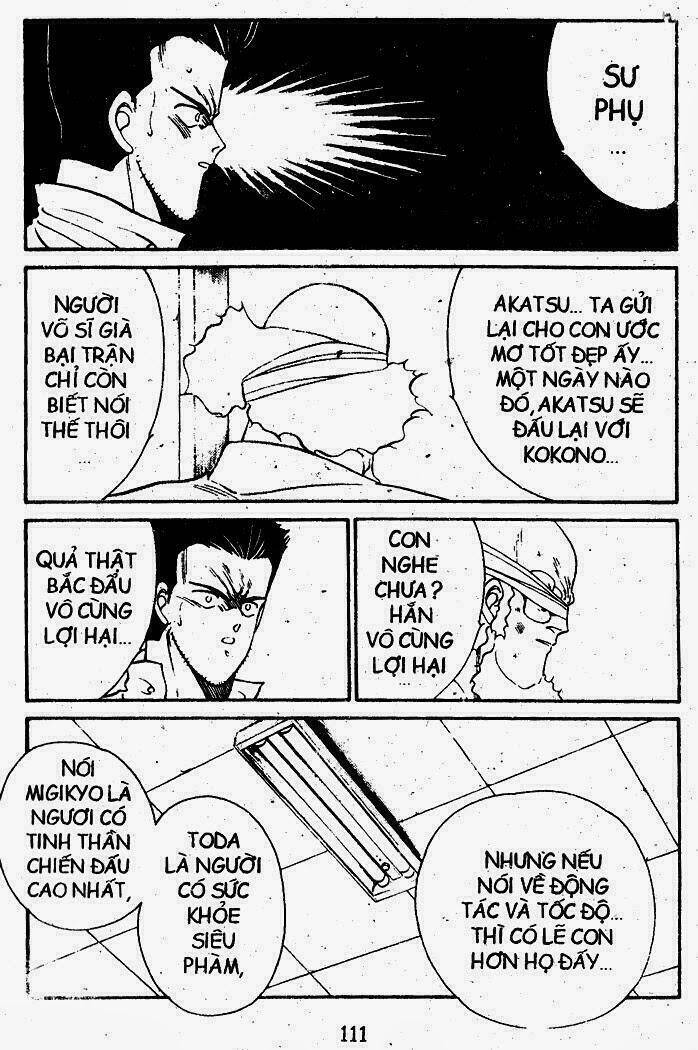 SƯ
PHỤ
...
NGƯỜI
VÕ SĨ GIÀ
BẠI TRẬN
CHỈ CÒN
BIẾT NÓI
THẾ THÔI
...
AKATSU... TA GỬI
LẠI CHO CON ƯỚC
MƠ TỐT ĐẸP ẤY...
MỘT NGÀY NÀO
ĐÓ, AKATSU SẼ
ĐẤU LẠI VỚI
KOKONO...
QUẢ THẬT
BẮC ĐẨU
VÔ CÙNG
LỢI HẠI...
CON
NGHE
CHƯA?
HẮN
VÔ CÙNG
LỢI HẠI
...
NÓI
MIGIKYO LÀ
NGƯƠI CÓ
TINH THẦN
CHIẾN ĐẤU
CAO NHẤT,
TODA
LÀ NGƯỜI
CÓ SỨC
KHỎE
SIÊU
PHÀM,
NHƯNG NẾU
NÓI VỀ ĐỘNG
TÁC VÀ TỐC ĐỘ...
THÌ CÓ LẼ CON
HƠN HỌ ĐẤY...
111